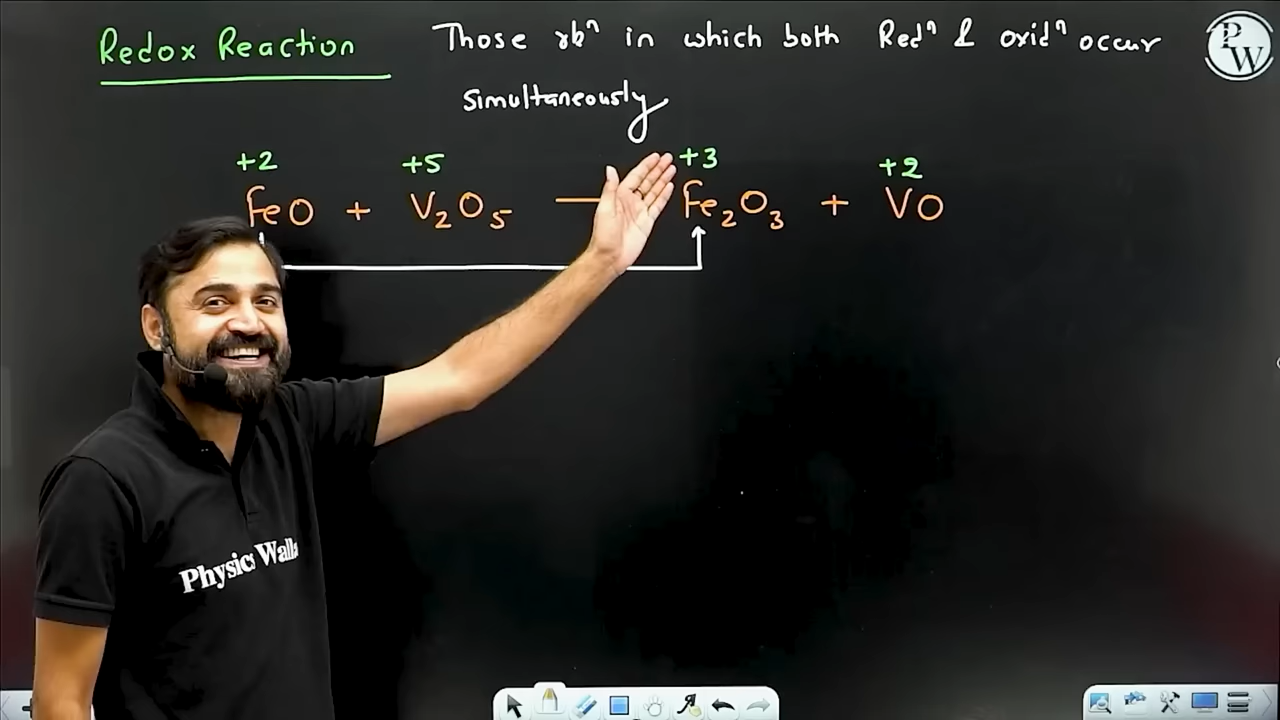 Redox Reaction Those rxⁿ in which both Redⁿ & oxidⁿ occur
simultaneously
+2 +5 +3 +2
FeO + V₂O₅ → Fe₂O₃ + VO
Physics Walla
PW